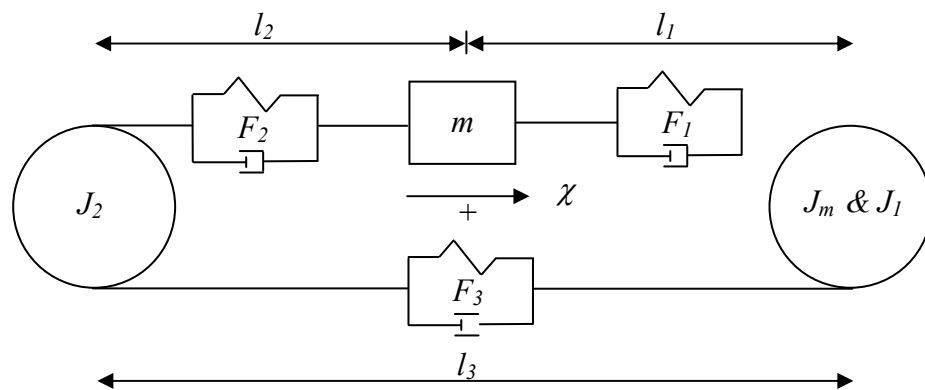 l₂ l₁
F₂ m F₁
J₂ χ Jₘ & J₁
+
F₃
l₃